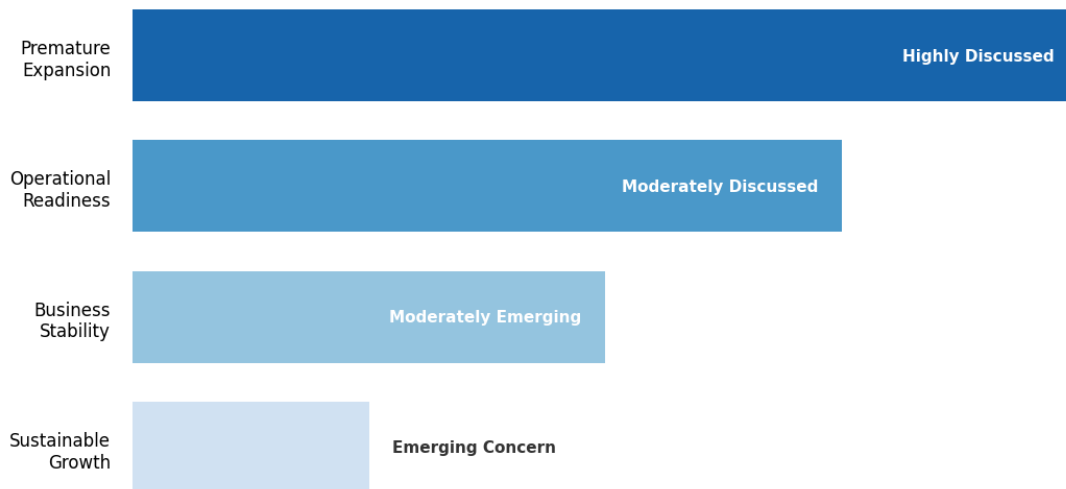 Premature
Expansion
Highly Discussed
Operational
Readiness
Moderately Discussed
Business
Stability
Moderately Emerging
Sustainable
Growth
Emerging Concern